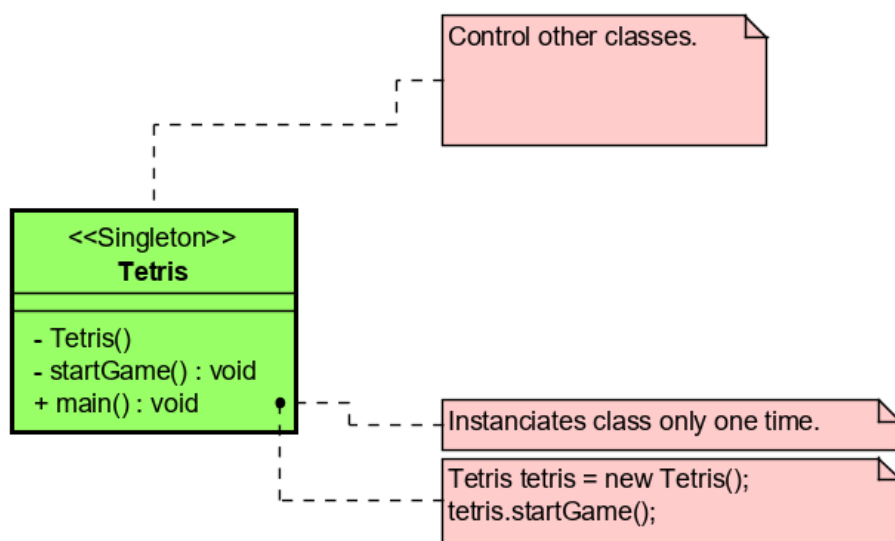 Control other classes.
<<Singleton>>
Tetris
- Tetris()
- startGame() : void
+ main() : void
Instanciates class only one time.
Tetris tetris = new Tetris();
tetris.startGame();